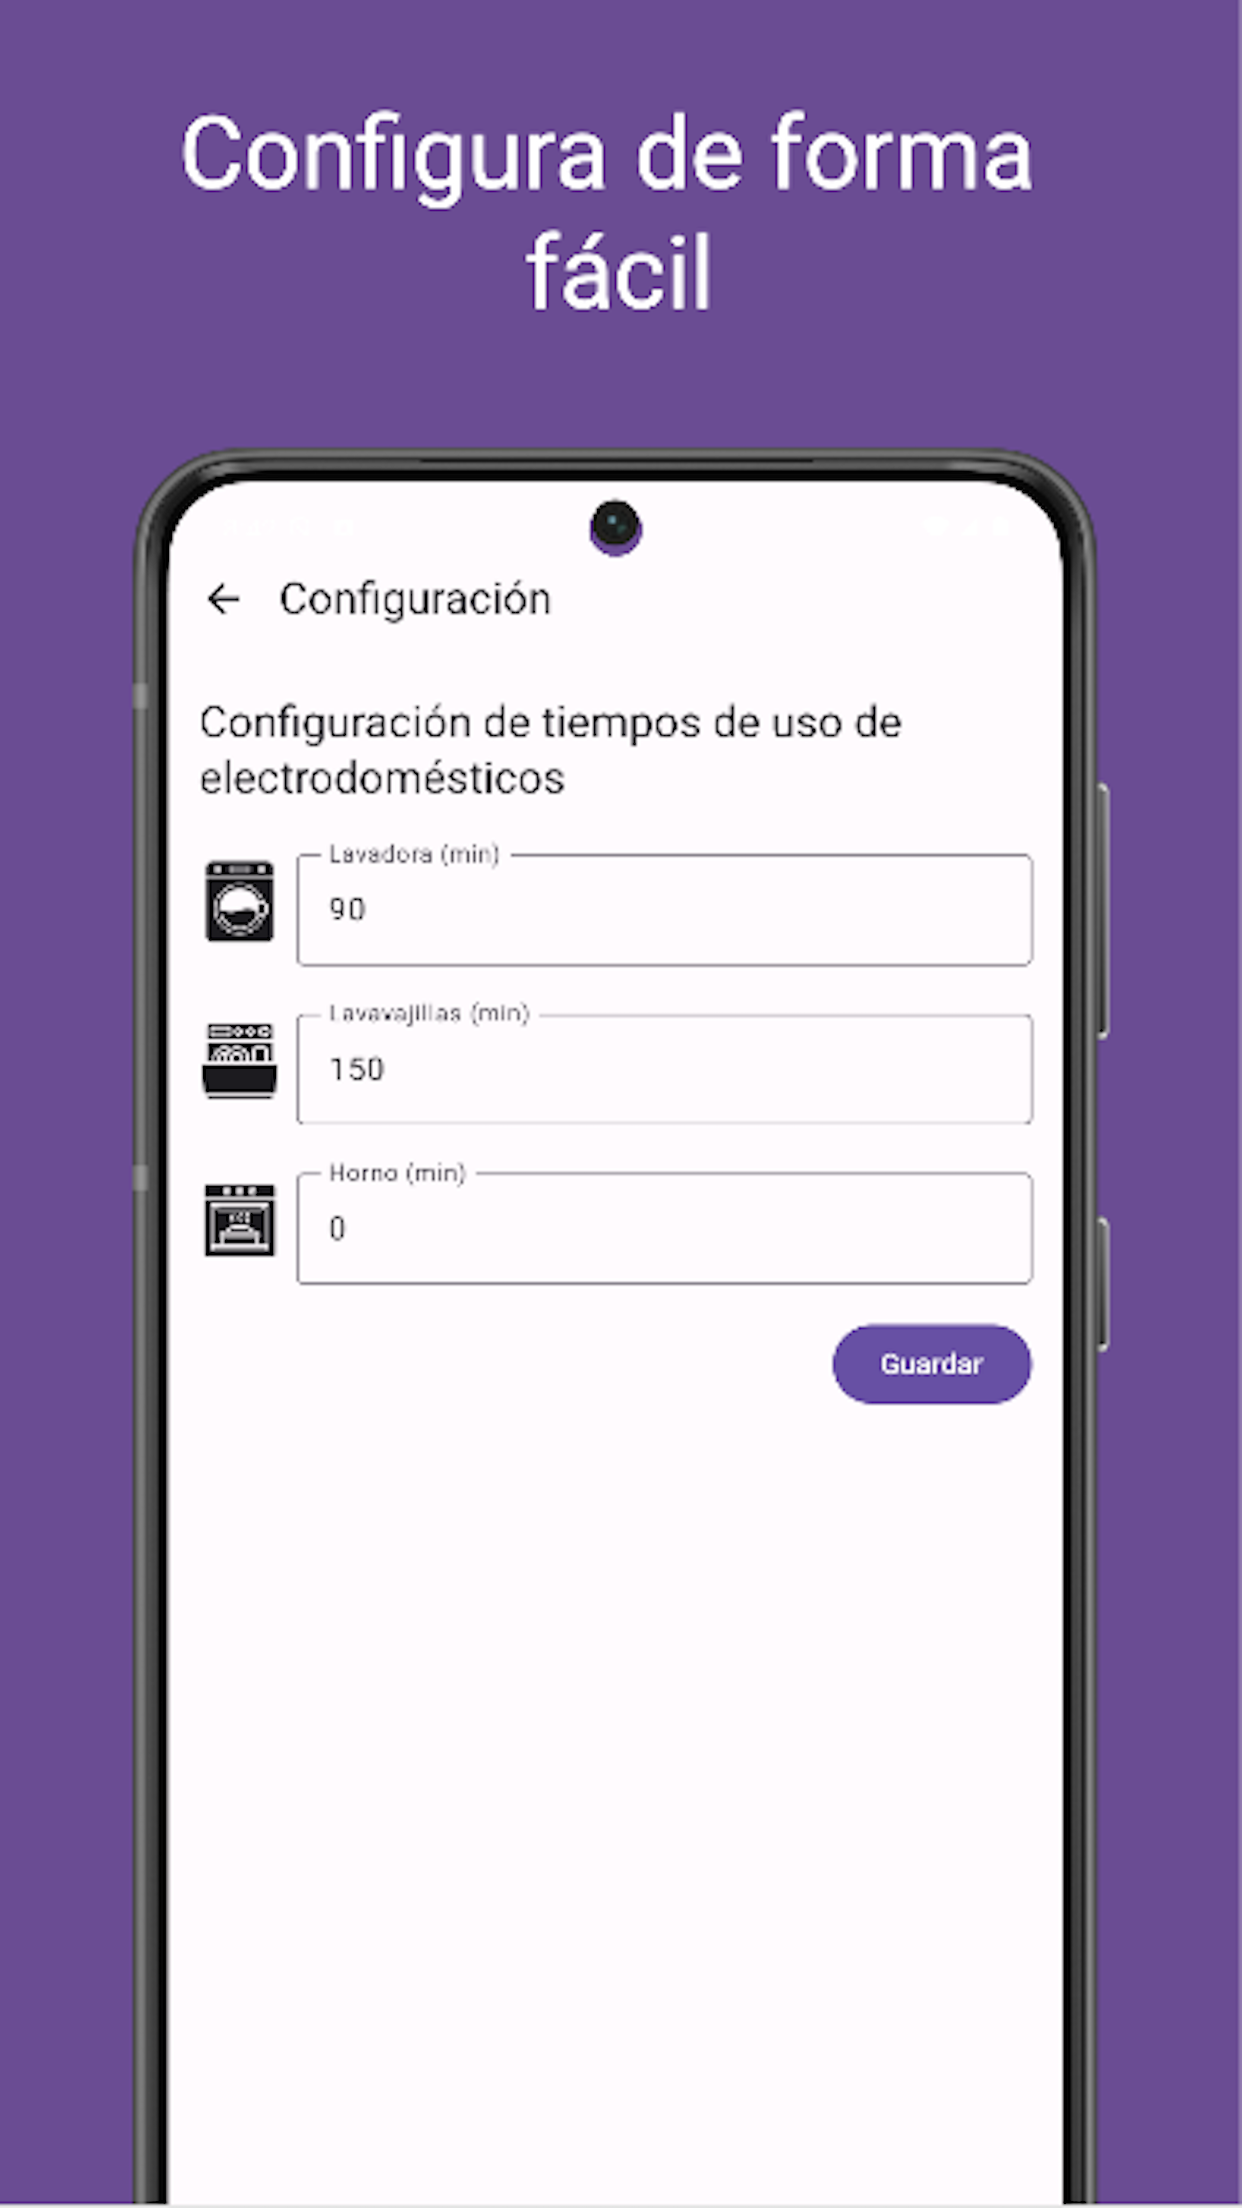 Configura de forma
fácil
Configuración
Configuración de tiempos de uso de
electrodomésticos
Lavadora (min)
90
Lavavajillas (min)
150
Horno (min)
0
Guardar